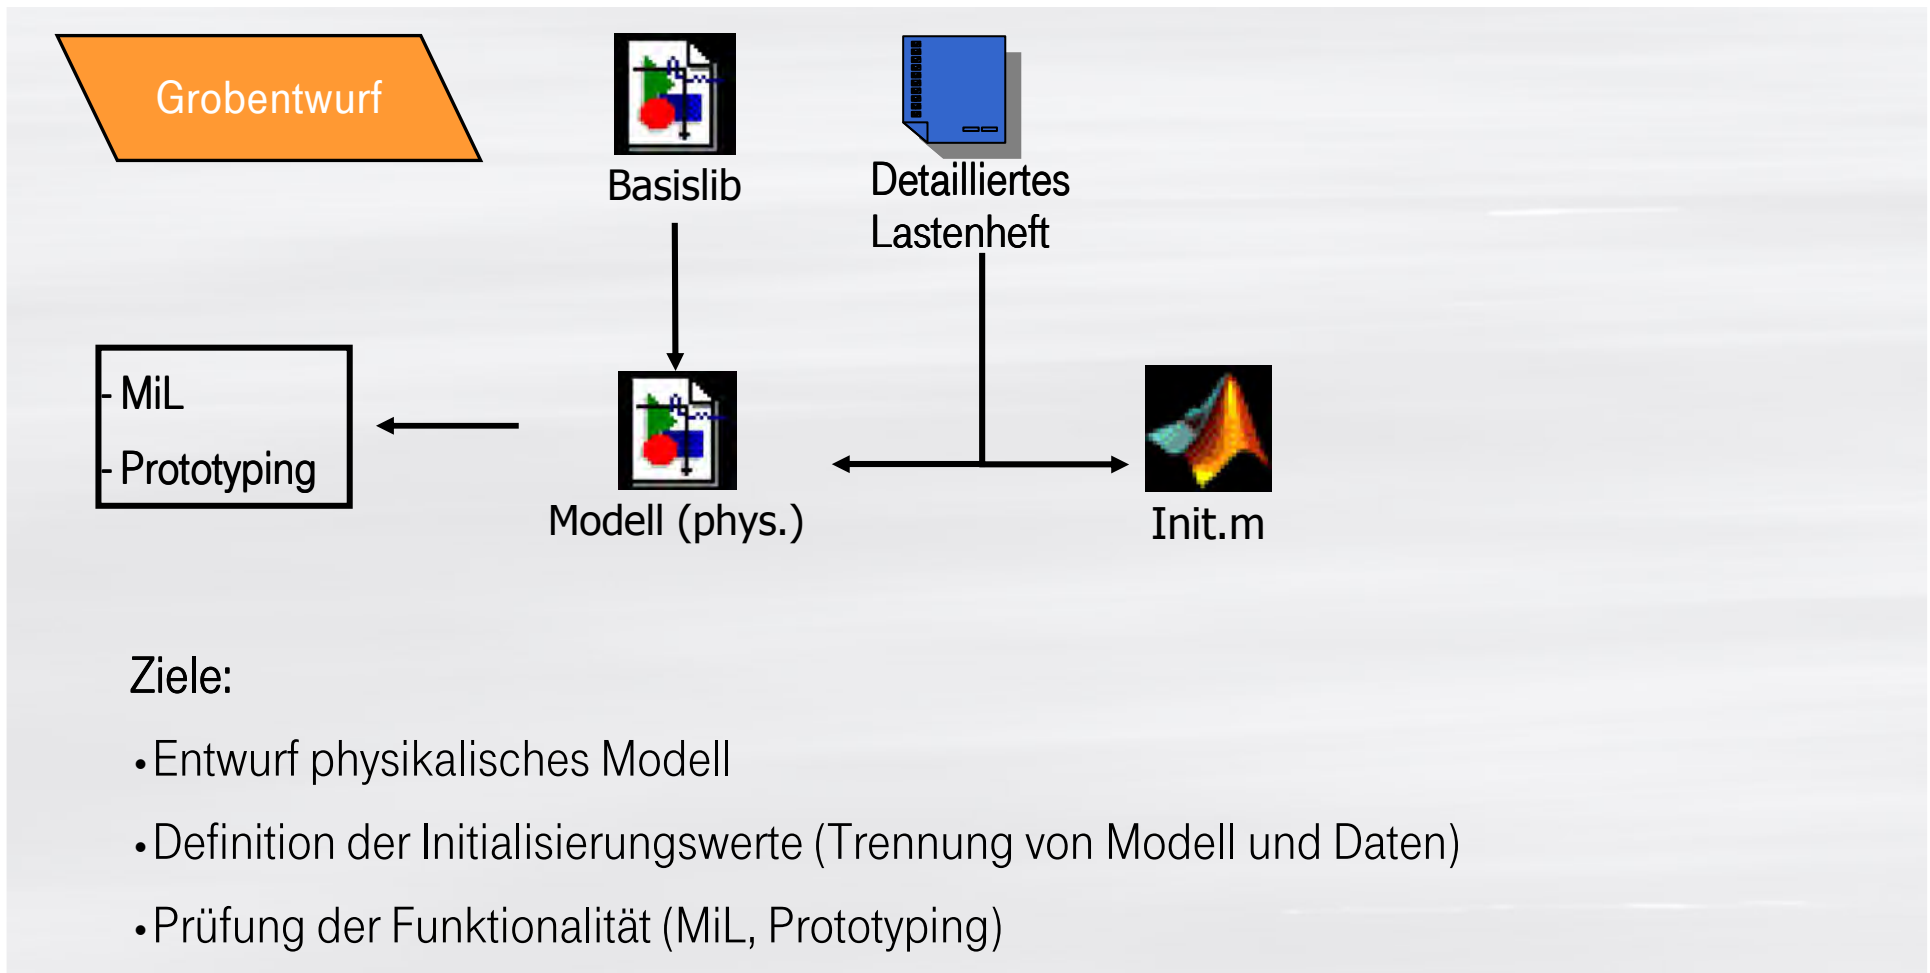 Grobentwurf
Basislib
Detailliertes
Lastenheft
- MiL
- Prototyping
Modell (phys.)
Init.m
Ziele:
•Entwurf physikalisches Modell
•Definition der Initialisierungswerte (Trennung von Modell und Daten)
•Prüfung der Funktionalität (MiL, Prototyping)